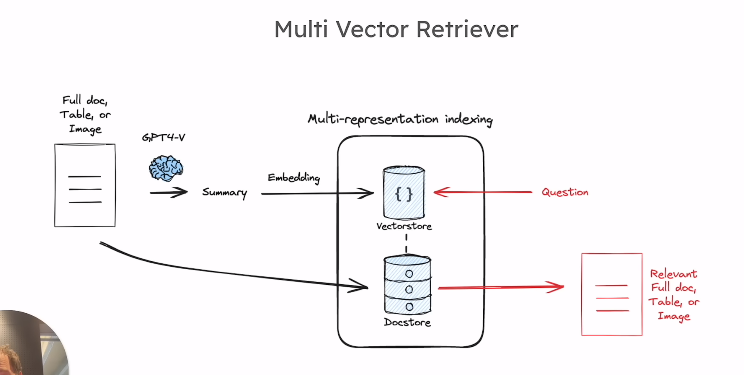 Multi Vector Retriever
Full doc,
Table, or
Image
GPT4-V
Multi-representation indexing
Summary
Embedding
{ }
Question
Vectorstore
Docstore
Relevant
Full doc,
Table, or
Image